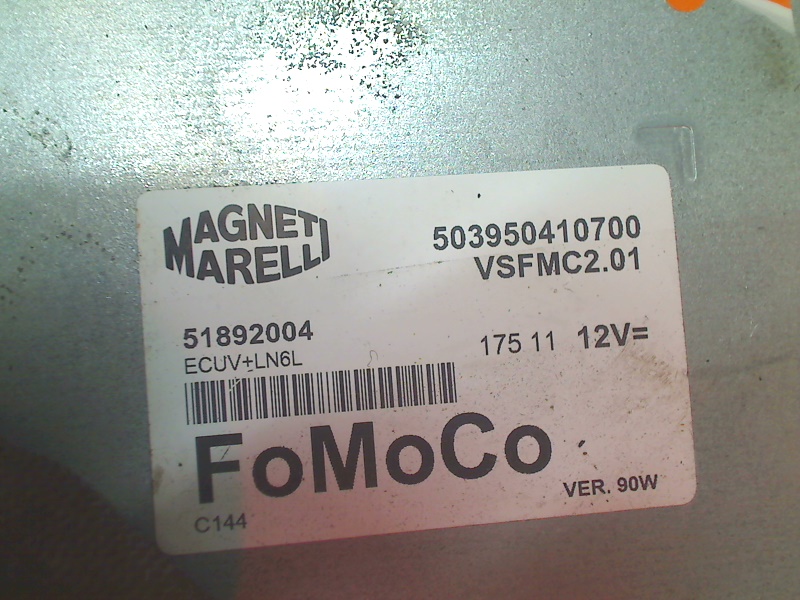 MAGNETI
MARELLI
503950410700
VSFMC2.01
51892004
ECUV+LN6L
175 11 12V=
FoMoCo
C144
VER. 90W